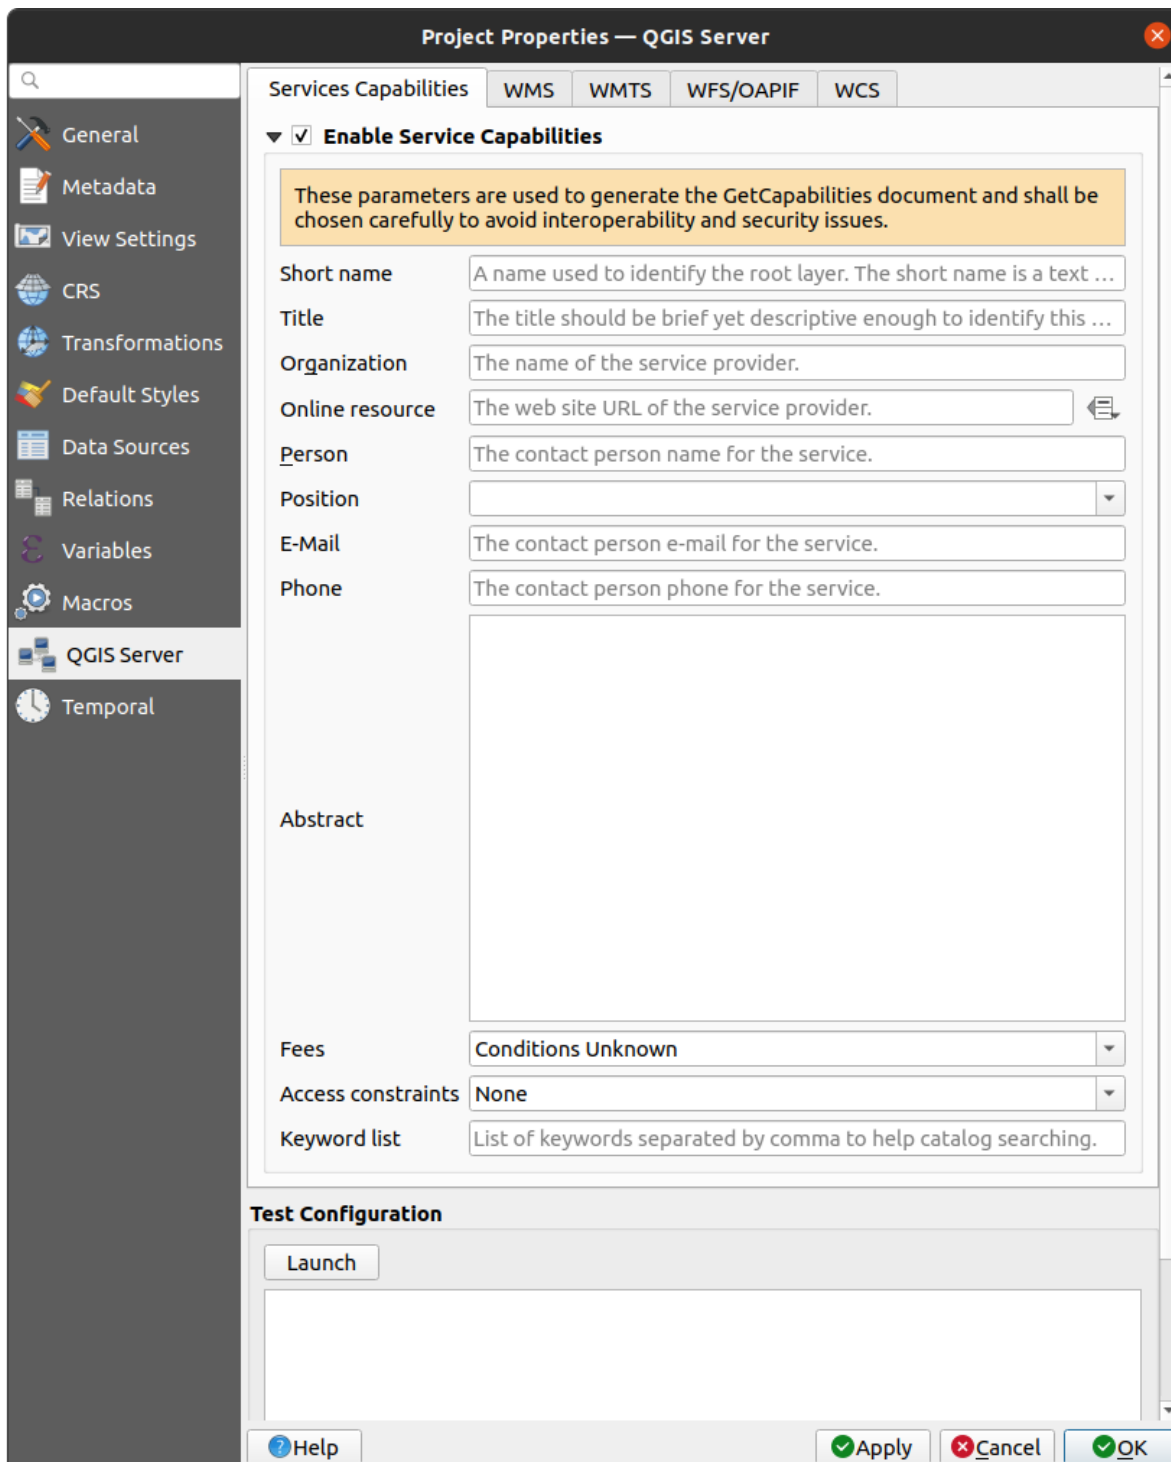 Project Properties — QGIS Server
General
Metadata
View Settings
CRS
Transformations
Default Styles
Data Sources
Relations
Variables
Macros
QGIS Server
Temporal
Services Capabilities
WMS
WMTS
WFS/OAPIF
WCS
Enable Service Capabilities
These parameters are used to generate the GetCapabilities document and shall be
chosen carefully to avoid interoperability and security issues.
Short name
A name used to identify the root layer. The short name is a text ...
Title
The title should be brief yet descriptive enough to identify this ...
Organization
The name of the service provider.
Online resource
The web site URL of the service provider.
Person
The contact person name for the service.
Position
E-Mail
The contact person e-mail for the service.
Phone
The contact person phone for the service.
Abstract
Fees
Conditions Unknown
Access constraints
None
Keyword list
List of keywords separated by comma to help catalog searching.
Test Configuration
Launch
Help
Apply
Cancel
OK